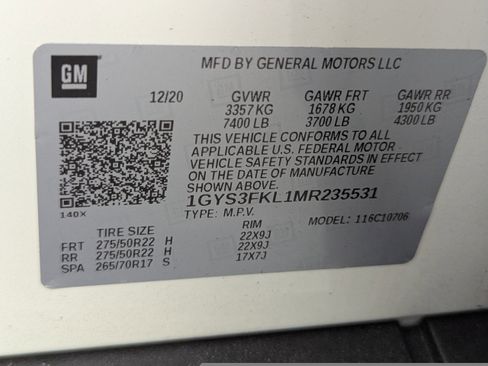 GM
MFD BY GENERAL MOTORS LLC
12/20 GVWR GAWR FRT GAWR RR
3357 KG 1678 KG 1950 KG
7400 LB 3700 LB 4300 LB
THIS VEHICLE CONFORMS TO ALL
APPLICABLE U.S. FEDERAL MOTOR
VEHICLE SAFETY STANDARDS IN EFFECT
ON THE DATE OF MANUFACTURE
SHOWN ABOVE.
1GYS3FKL1MR235531
140X TYPE: M.P.V. MODEL: 116C10706
TIRE SIZE RIM
FRT 275/50R22 H 22X9J
RR 275/50R22 H 22X9J
SPA 265/70R17 S 17X7J